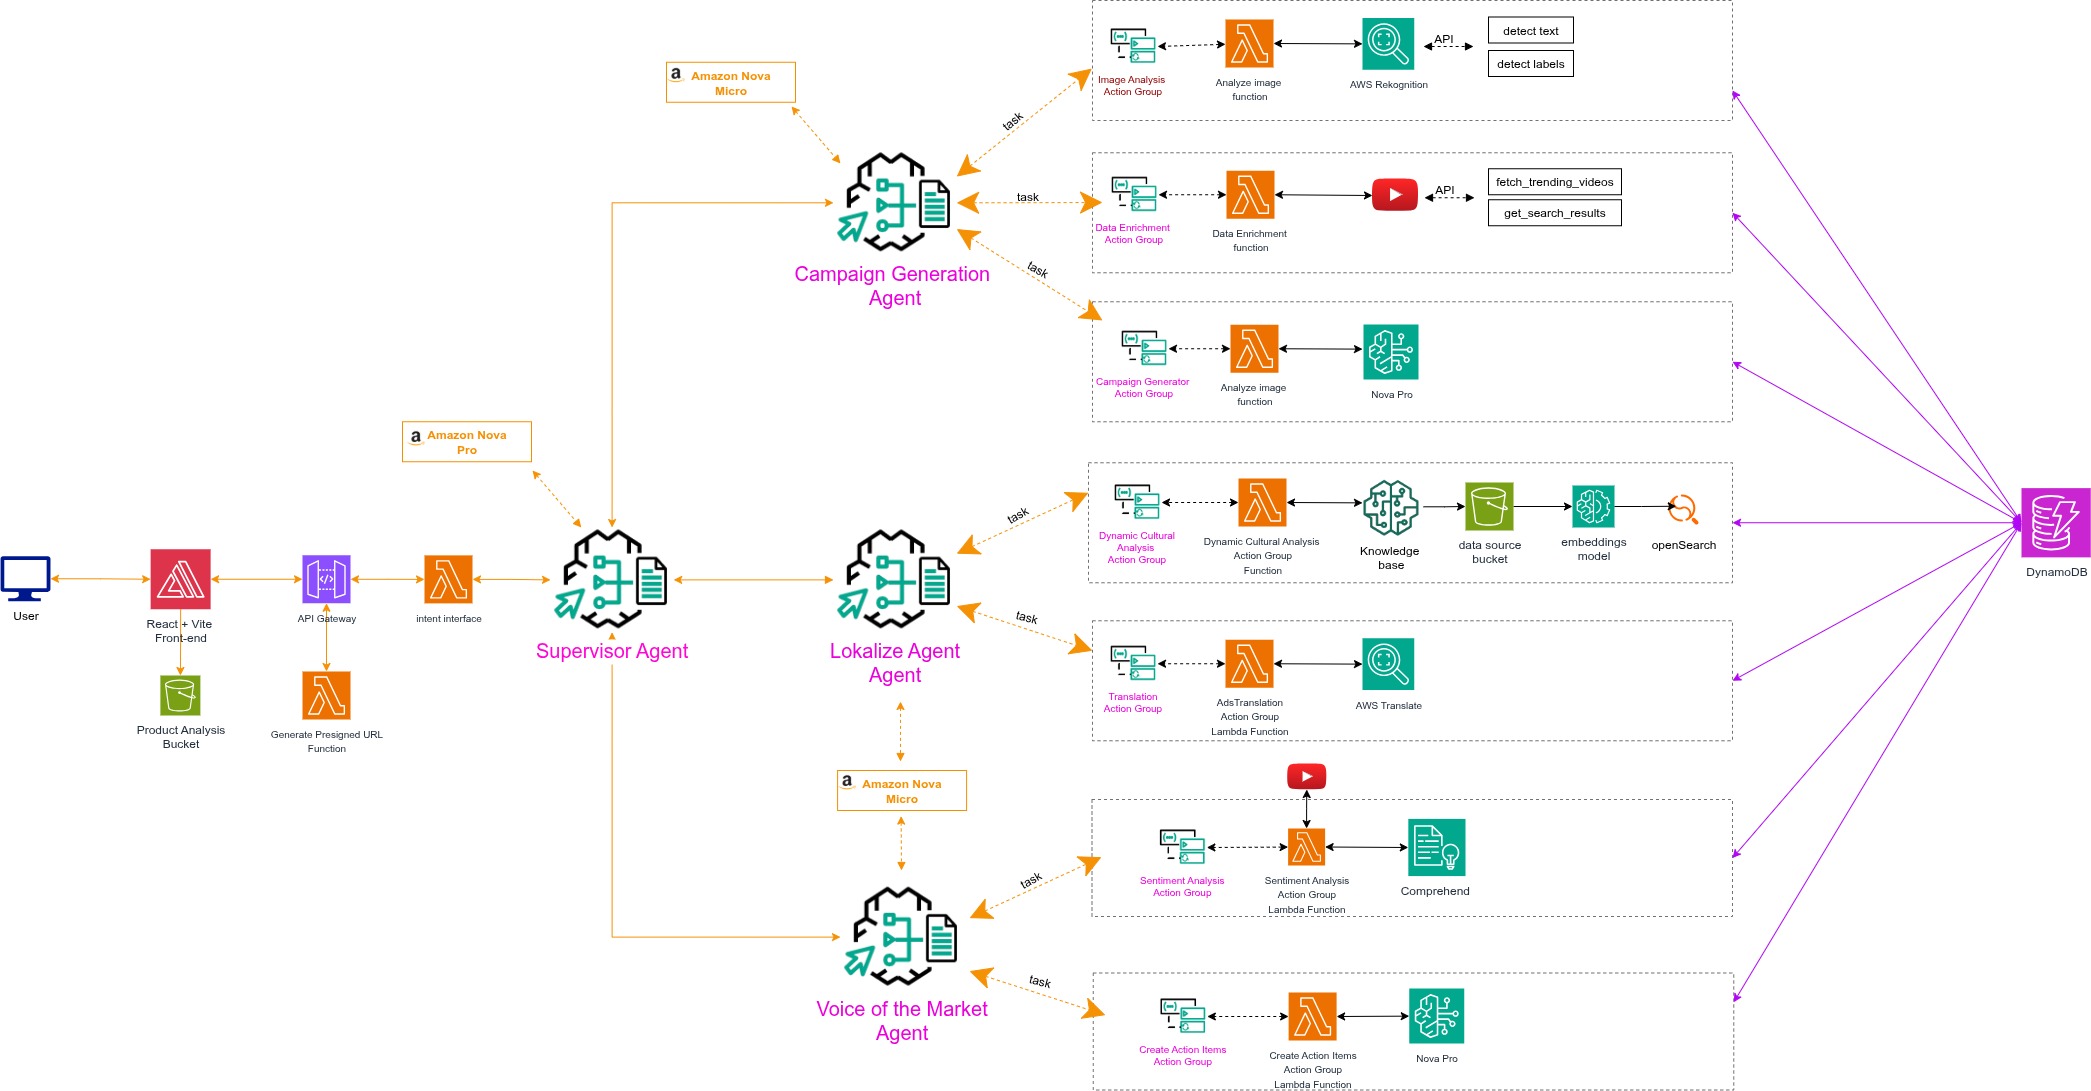 User
React + Vite
Front-end
Product Analysis
Bucket
API Gateway
Generate Presigned URL
Function
intent interface
a Amazon Nova
Pro
Supervisor Agent
a Amazon Nova
Micro
Campaign Generation
Agent
Lokalize Agent
Agent
a Amazon Nova
Micro
Voice of the Market
Agent
task
task
task
task
task
task
task
Image Analysis
Action Group
Analyze image
function
AWS Rekognition
API
detect text
detect labels
Data Enrichment
Action Group
Data Enrichment
function
API
fetch_trending_videos
get_search_results
Campaign Generator
Action Group
Analyze image
function
Nova Pro
Dynamic Cultural
Analysis
Action Group
Dynamic Cultural Analysis
Action Group
Function
Knowledge
base
data source
bucket
embeddings
model
openSearch
Translation
Action Group
AdsTranslation
Action Group
Lambda Function
AWS Translate
Sentiment Analysis
Action Group
Sentiment Analysis
Action Group
Lambda Function
Comprehend
Create Action Items
Action Group
Create Action Items
Action Group
Lambda Function
Nova Pro
DynamoDB